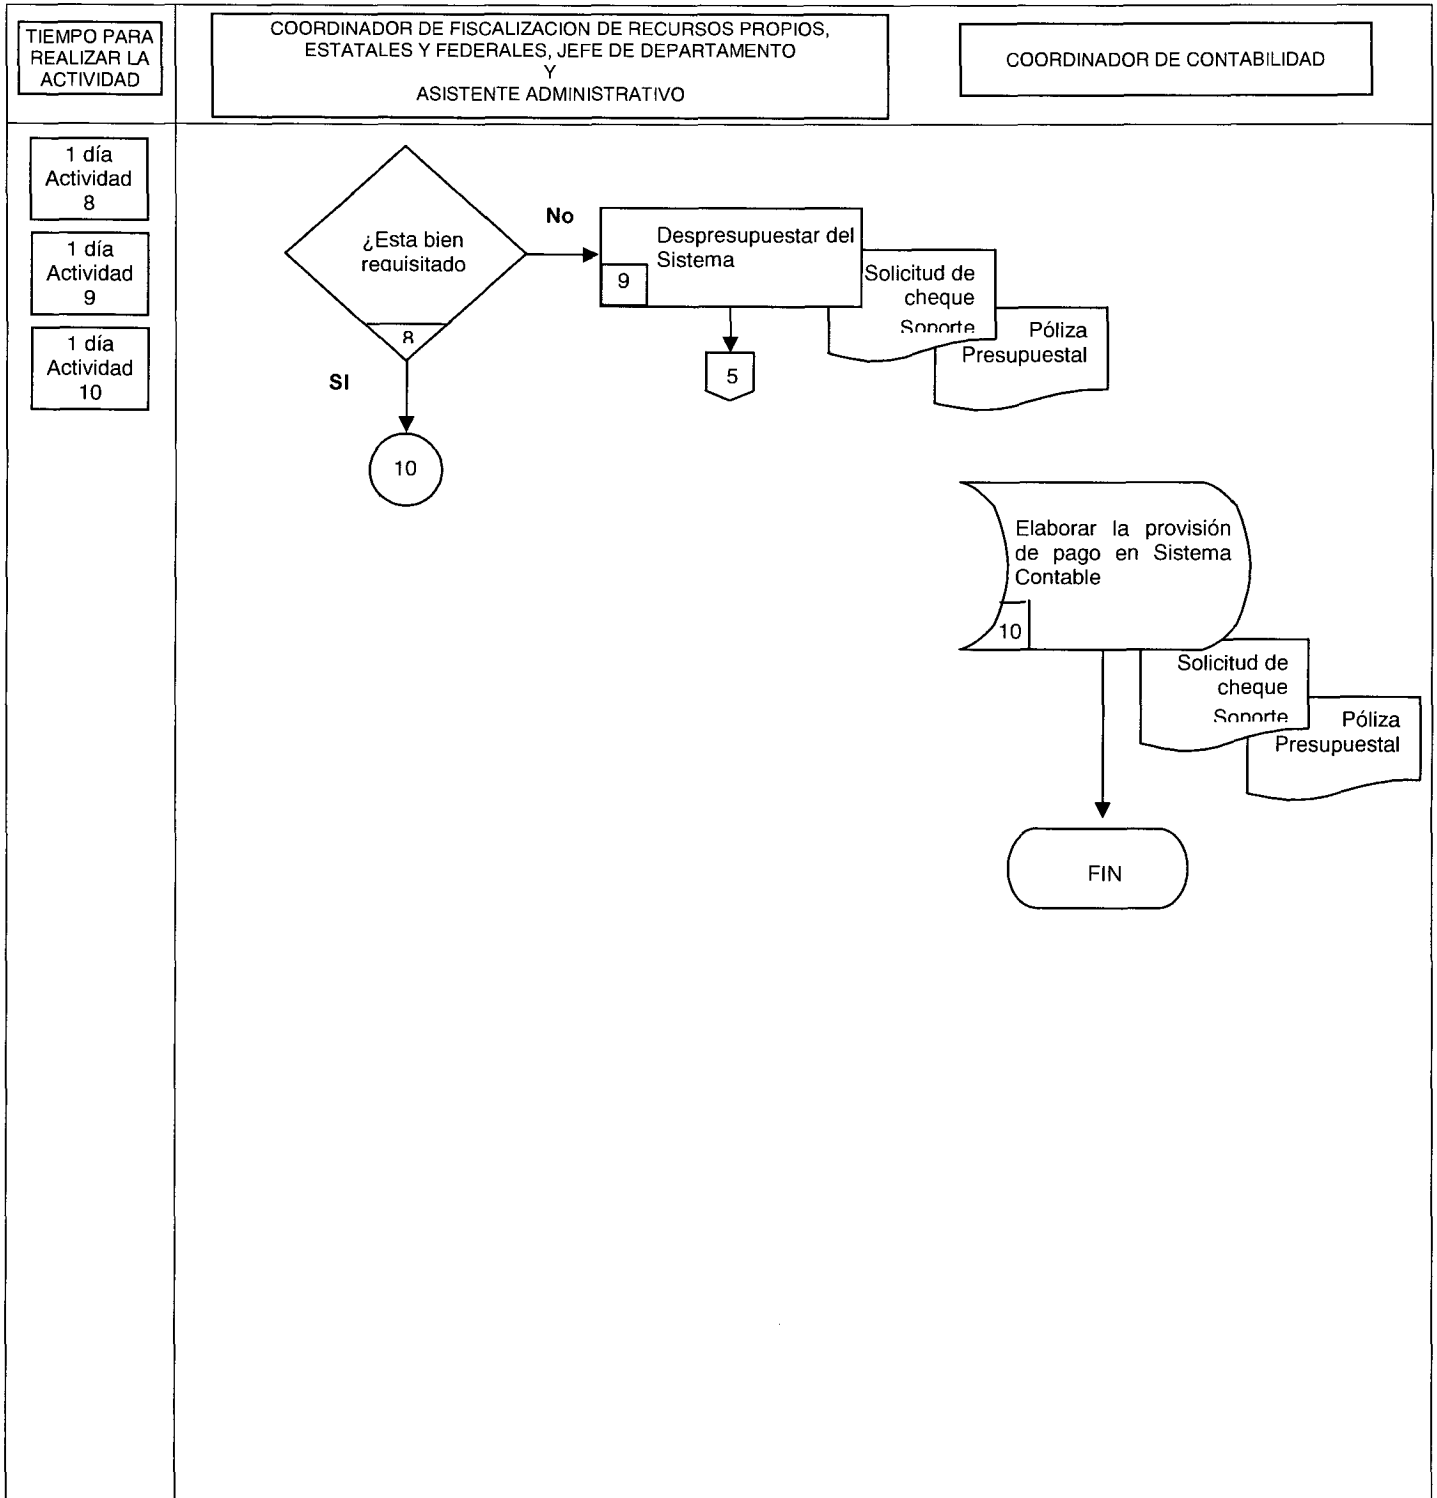 TIEMPO PARA
REALIZAR LA
ACTIVIDAD
COORDINADOR DE FISCALIZACION DE RECURSOS PROPIOS,
ESTATALES Y FEDERALES, JEFE DE DEPARTAMENTO
Y
ASISTENTE ADMINISTRATIVO
COORDINADOR DE CONTABILIDAD
1 día
Actividad
8
1 día
Actividad
9
1 día
Actividad
10
¿Esta bien
requisitado
8
No
SI
10
Despresupuestar del
Sistema
9
5
Solicitud de
cheque
Soporte
Póliza
Presupuestal
Elaborar la provisión
de pago en Sistema
Contable
10
Solicitud de
cheque
Soporte
Póliza
Presupuestal
FIN